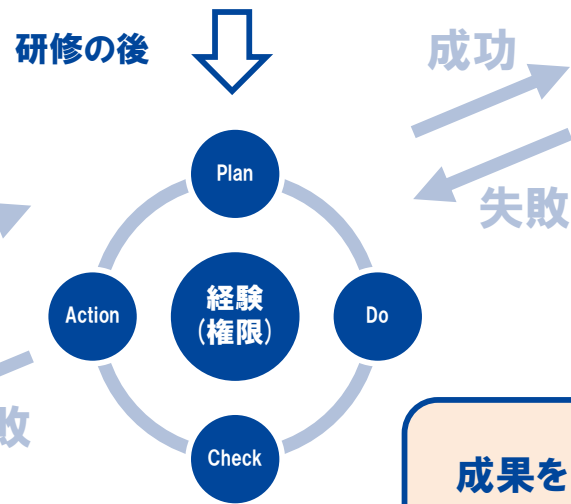 研修の後
成功
失敗
Plan
Action
経験
(権限)
Do
敗
Check
成果を